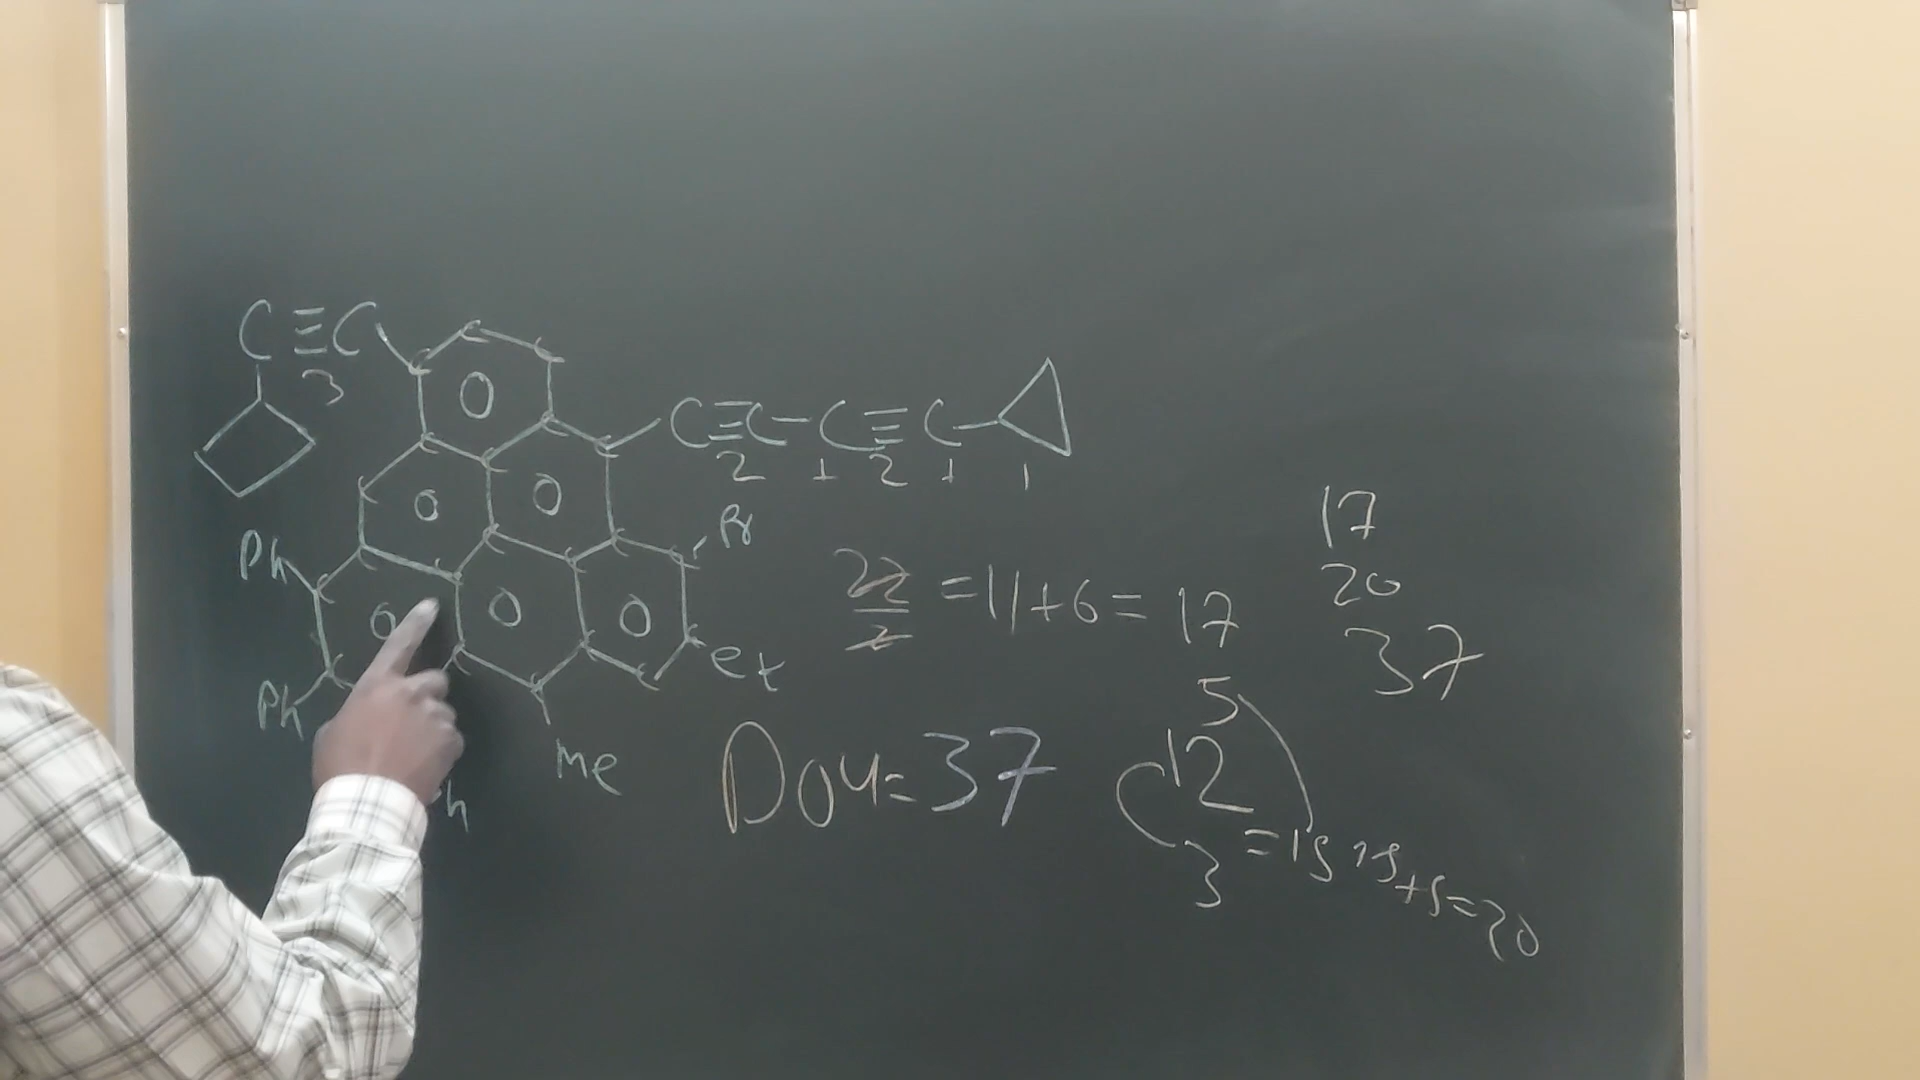 C≡C
3
C≡C-C≡C
2 1 2 1 1
Ph
Ph
h
Me
et
22/2 = 11+6 = 17
17
20
37
DOU=37
5
12
3
=15 15+5=20